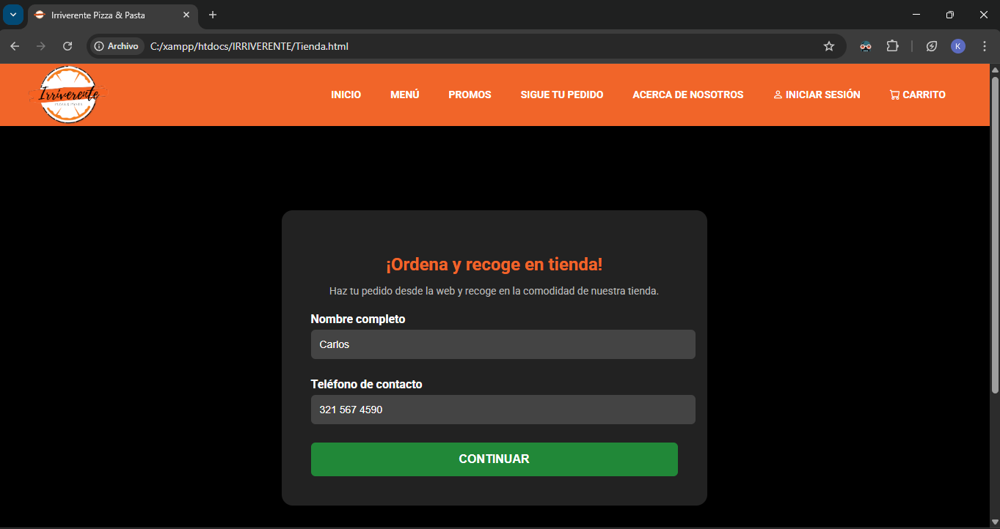 Irriverente Pizza & Pasta
Archivo C:/xampp/htdocs/IRRIVERENTE/Tienda.html
K
Irriverente
PIZZA & PASTA
INICIO MENÚ PROMOS SIGUE TU PEDIDO ACERCA DE NOSOTROS INICIAR SESIÓN CARRITO
¡Ordena y recoge en tienda!
Haz tu pedido desde la web y recoge en la comodidad de nuestra tienda.
Nombre completo
Carlos
Teléfono de contacto
321 567 4590
CONTINUAR